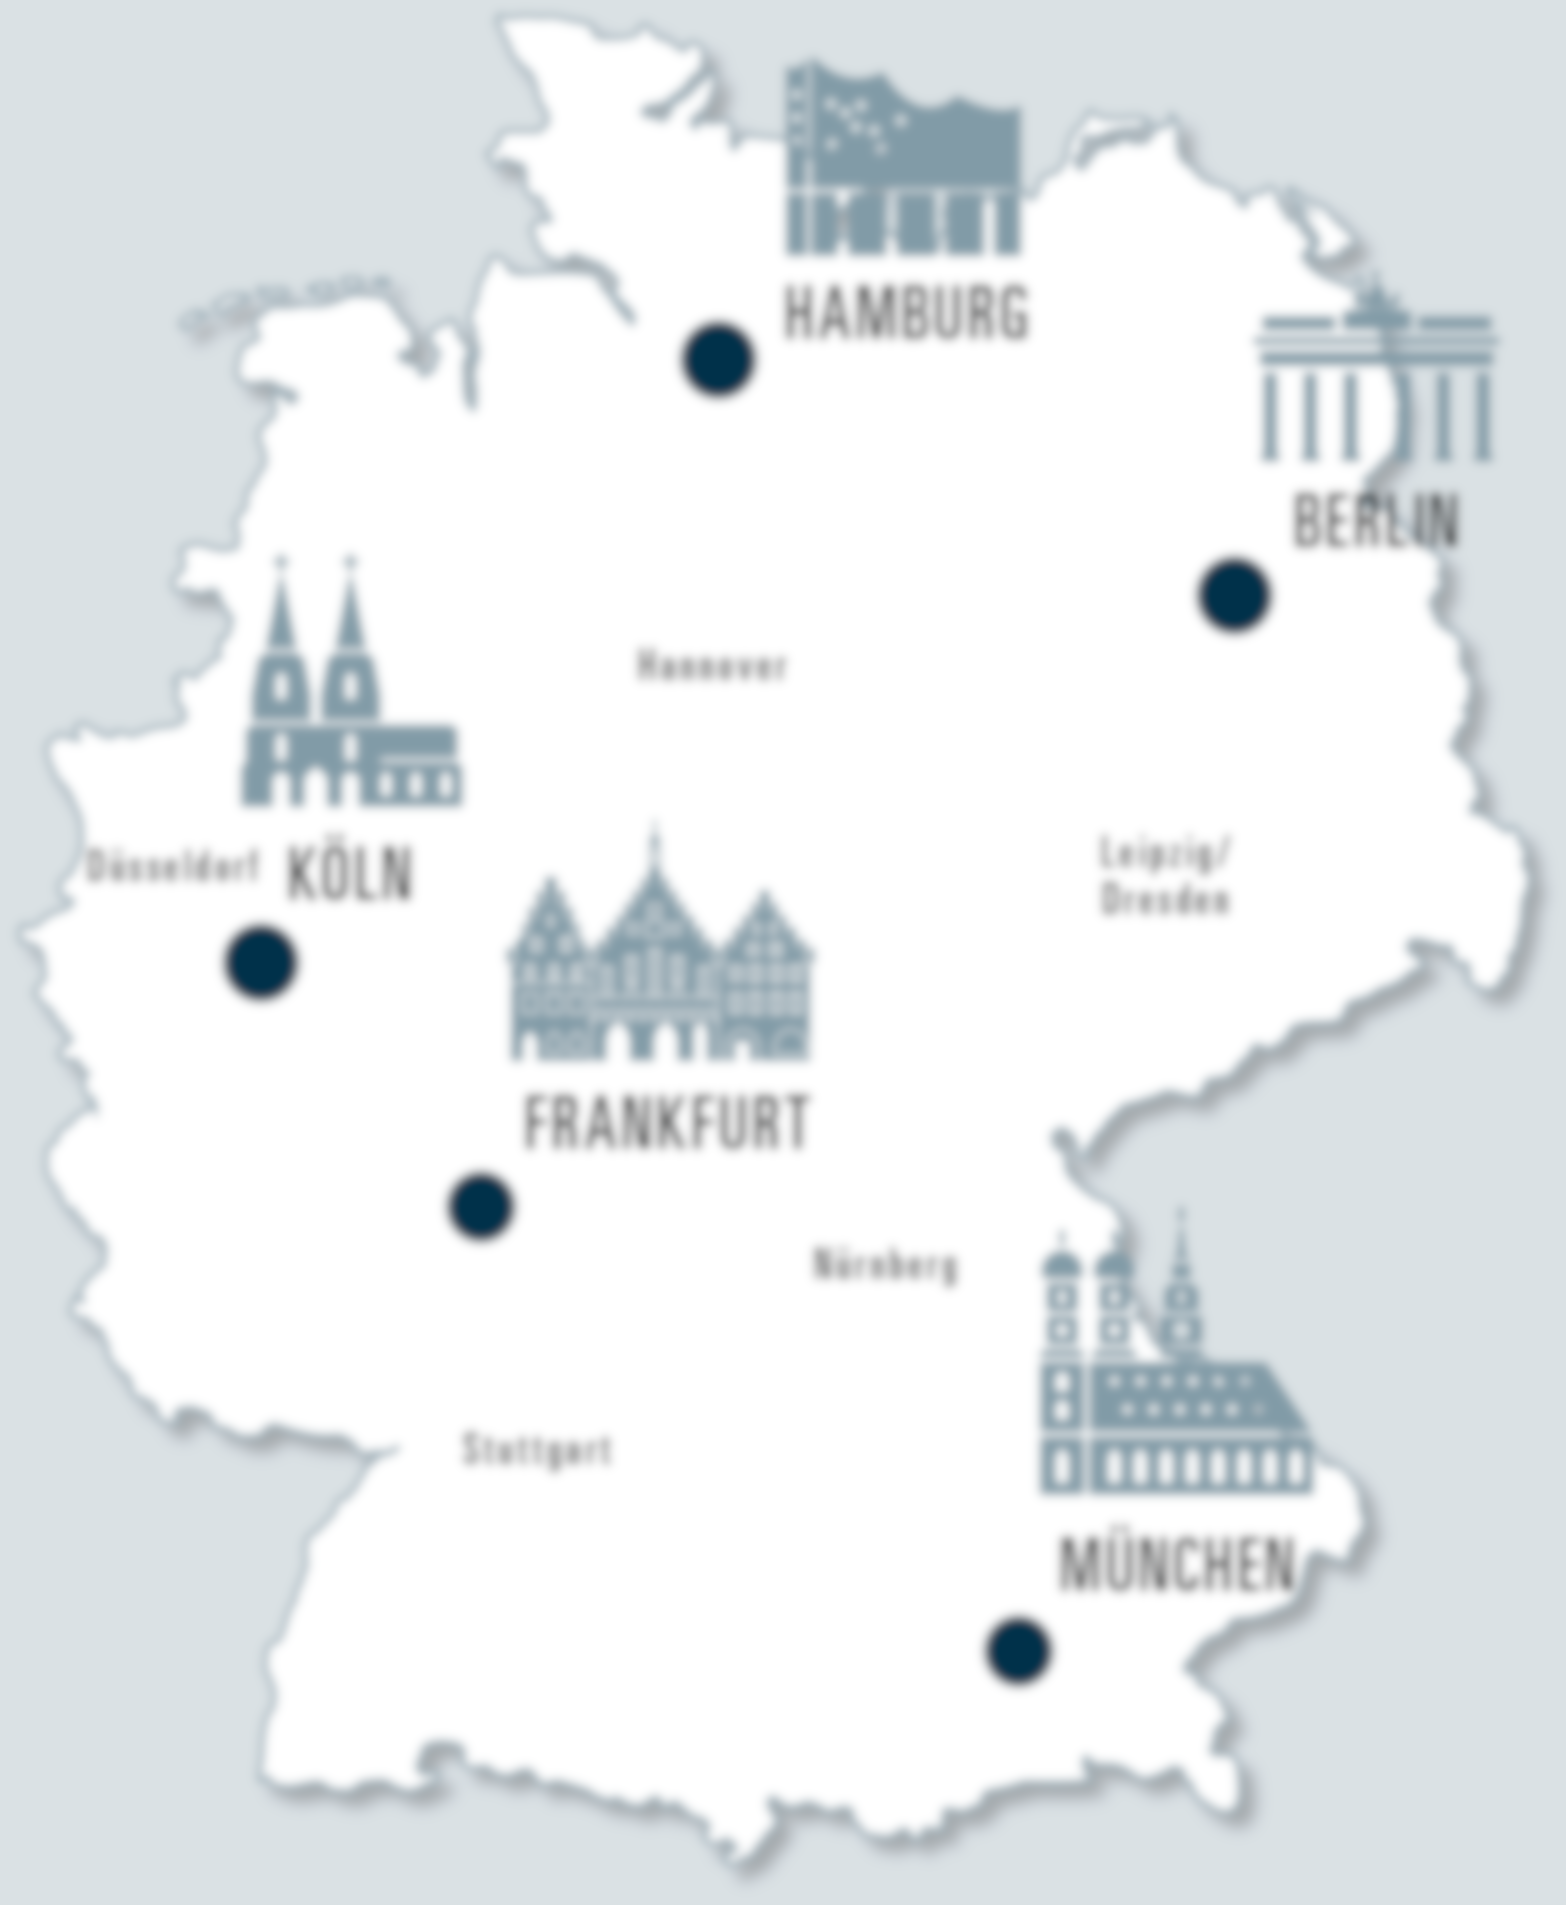 HAMBURG
BERLIN
Hannover
Düsseldorf KÖLN
Leipzig/
Dresden
FRANKFURT
Nürnberg
Stuttgart
MÜNCHEN